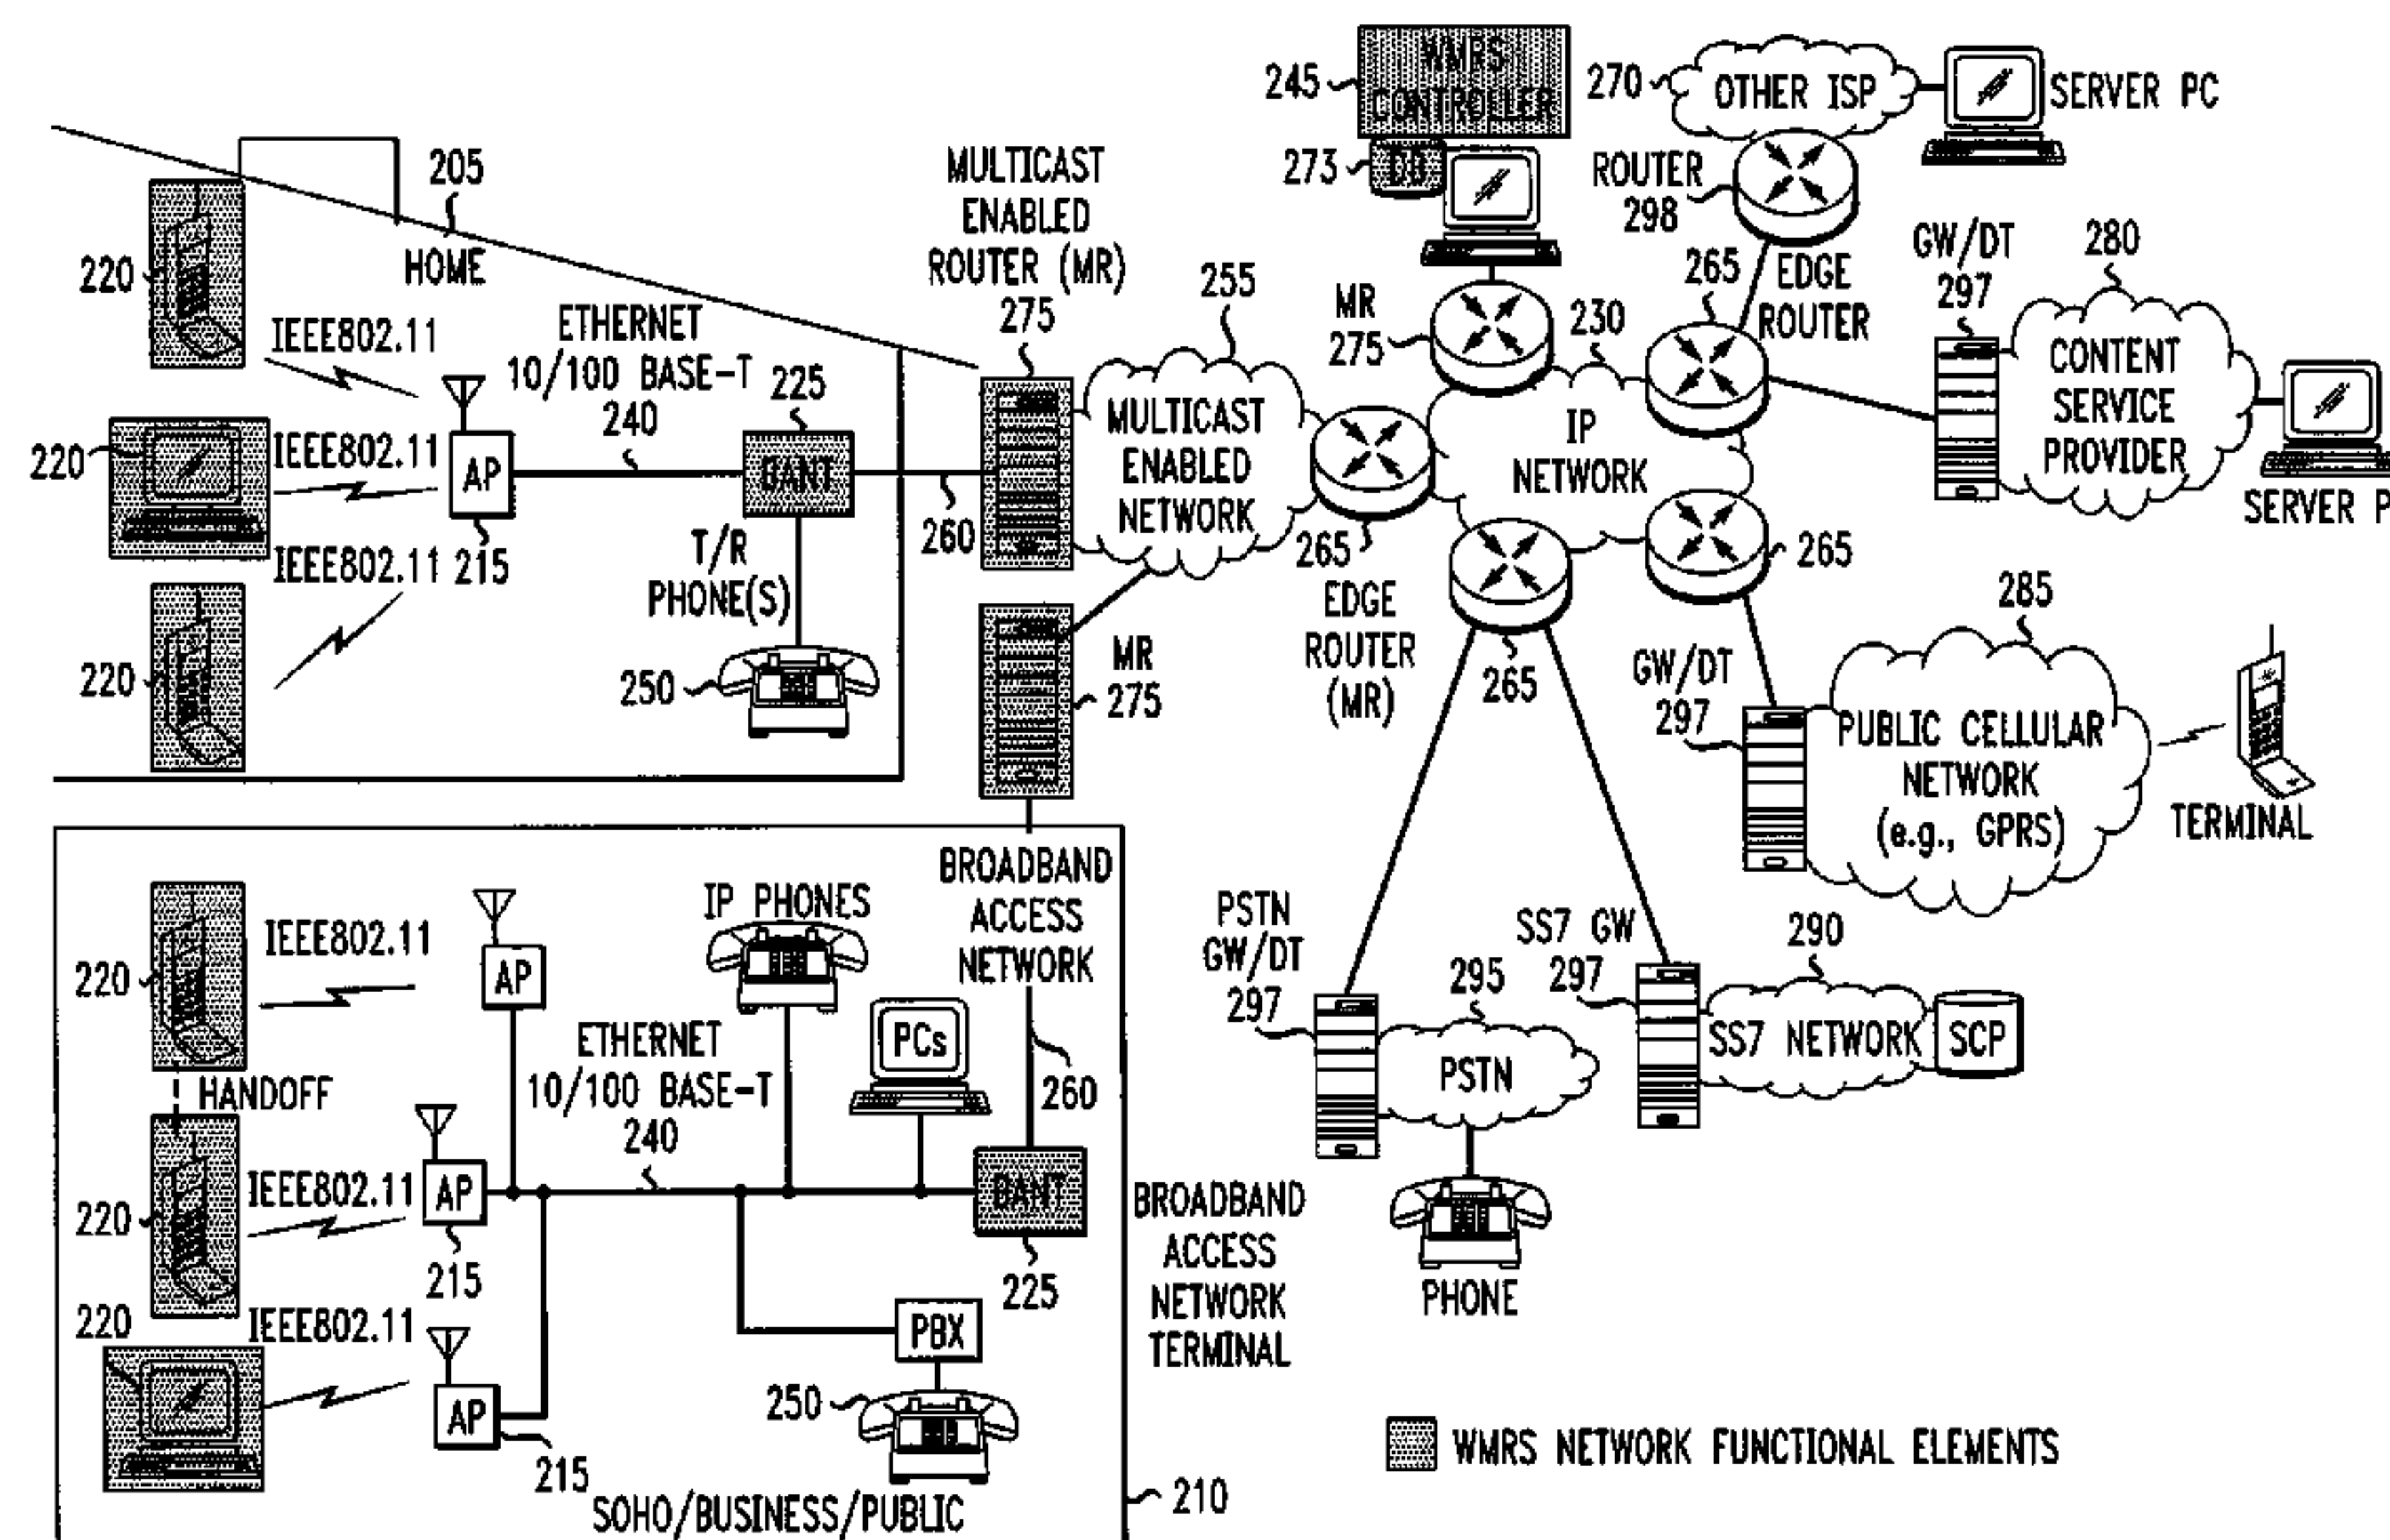 205
HOME
220
IEEE802.11
ETHERNET
10/100 BASE-T
240
225
220
IEEE802.11
AP
BANT
IEEE802.11
215
T/R
PHONE(S)
220
250
260
MULTICAST
ENABLED
ROUTER (MR)
275
255
MULTICAST
ENABLED
NETWORK
MR
275
245
WMRS
CONTROLLER
273
MR
275
230
IP
NETWORK
265
EDGE
ROUTER
(MR)
265
265
265
EDGE
ROUTER
270
OTHER ISP
SERVER PC
ROUTER
298
GW/DT
297
280
CONTENT
SERVICE
PROVIDER
SERVER P
285
GW/DT
297
PUBLIC CELLULAR
NETWORK
(e.g., GPRS)
TERMINAL
PSTN
GW/DT
297
295
PSTN
PHONE
SS7 GW
297
290
SS7 NETWORK
SCP
BROADBAND
ACCESS
NETWORK
260
IP PHONES
220
IEEE802.11
AP
PCs
ETHERNET
10/100 BASE-T
240
HANDOFF
220
IEEE802.11
AP
215
BANT
225
BROADBAND
ACCESS
NETWORK
TERMINAL
220
IEEE802.11
AP
215
PBX
250
SOHO/BUSINESS/PUBLIC
210
WMRS NETWORK FUNCTIONAL ELEMENTS